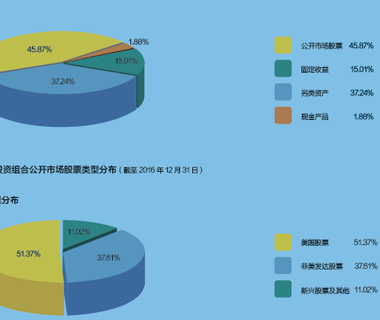 45.87%
1.88%
15.01%
37.24%
公开市场股票 45.87%
固定收益 15.01%
另类资产 37.24%
现金产品 1.88%
投资组合公开市场股票类型分布（截至 2016 年 12 月 31 日）
分布
11.02%
51.37%
37.61%
美国股票 51.37%
非美发达股票 37.61%
新兴股票及其他 11.02%